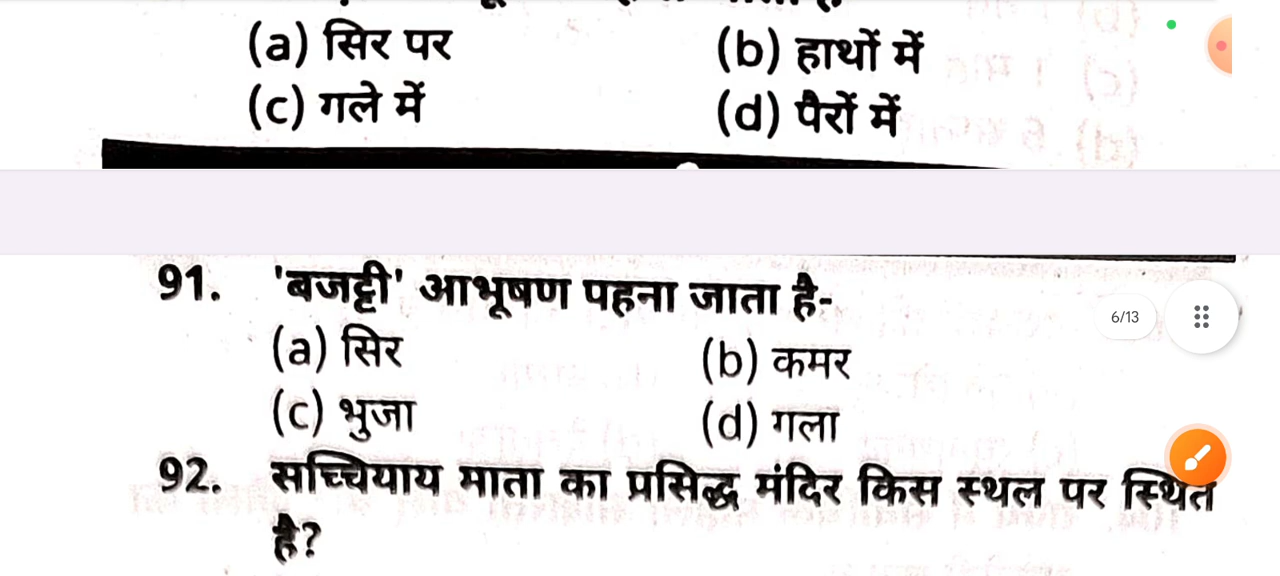 (a) सिर पर (b) हाथों में
(c) गले में (d) पैरों में
91. 'बजट्टी' आभूषण पहना जाता है-
(a) सिर (b) कमर
6/13
(c) भुजा (d) गला
92. सच्चियाय माता का प्रसिद्ध मंदिर किस स्थल पर स्थित
है?